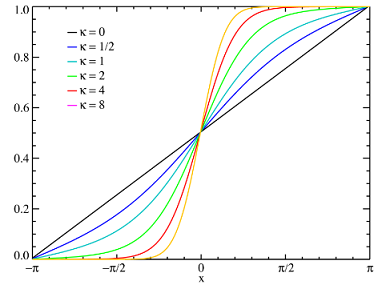 1.0
κ = 0
κ = 1/2
0.8
κ = 1
κ = 2
κ = 4
0.6
κ = 8
0.4
0.2
0.0
−π −π/2 0 π/2 π
x